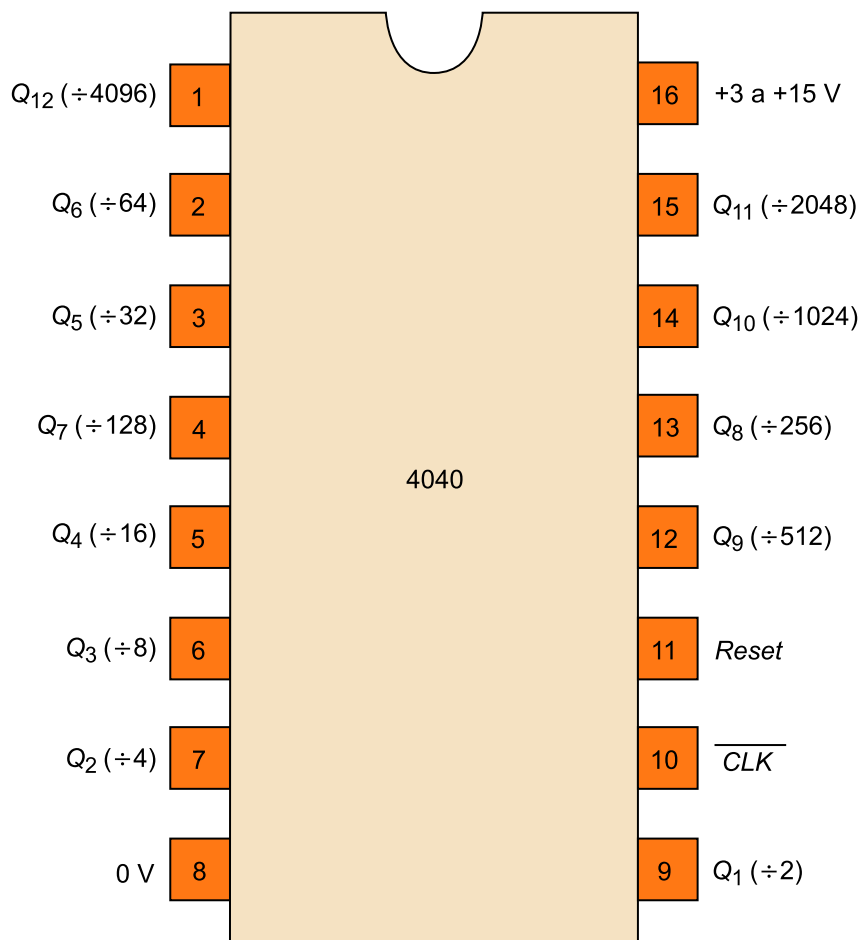 Q12 (÷4096) 1 16 +3 a +15 V
Q6 (÷64) 2 15 Q11 (÷2048)
Q5 (÷32) 3 14 Q10 (÷1024)
Q7 (÷128) 4 13 Q8 (÷256)
4040
Q4 (÷16) 5 12 Q9 (÷512)
Q3 (÷8) 6 11 Reset
Q2 (÷4) 7 10 C̅L̅K̅
0 V 8 9 Q1 (÷2)